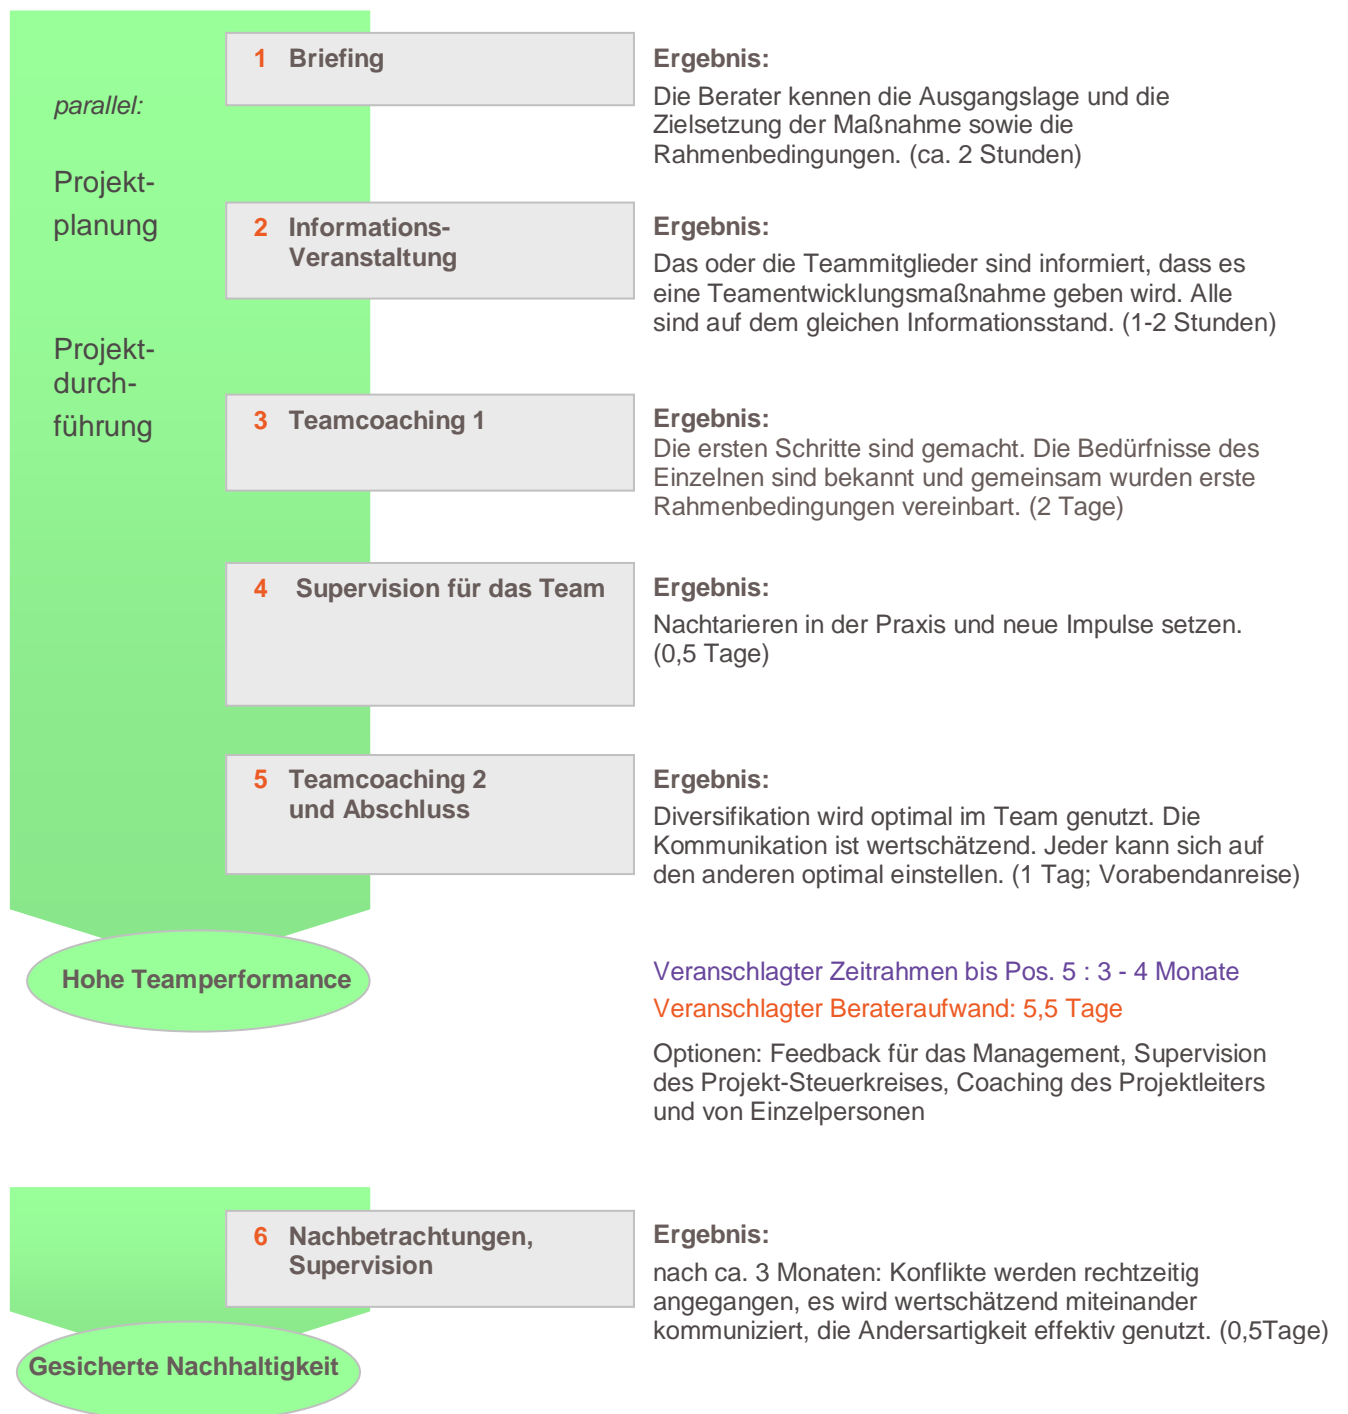 parallel:
Projekt-
planung
Projekt-
durch-
führung
1 Briefing
Ergebnis:
Die Berater kennen die Ausgangslage und die
Zielsetzung der Maßnahme sowie die
Rahmenbedingungen. (ca. 2 Stunden)
2 Informations-
Veranstaltung
Ergebnis:
Das oder die Teammitglieder sind informiert, dass es
eine Teamentwicklungsmaßnahme geben wird. Alle
sind auf dem gleichen Informationsstand. (1-2 Stunden)
3 Teamcoaching 1
Ergebnis:
Die ersten Schritte sind gemacht. Die Bedürfnisse des
Einzelnen sind bekannt und gemeinsam wurden erste
Rahmenbedingungen vereinbart. (2 Tage)
4 Supervision für das Team
Ergebnis:
Nachtarieren in der Praxis und neue Impulse setzen.
(0,5 Tage)
5 Teamcoaching 2
und Abschluss
Ergebnis:
Diversifikation wird optimal im Team genutzt. Die
Kommunikation ist wertschätzend. Jeder kann sich auf
den anderen optimal einstellen. (1 Tag; Vorabendanreise)
Hohe Teamperformance
Veranschlagter Zeitrahmen bis Pos. 5 : 3 - 4 Monate
Veranschlagter Berateraufwand: 5,5 Tage
Optionen: Feedback für das Management, Supervision
des Projekt-Steuerkreises, Coaching des Projektleiters
und von Einzelpersonen
6 Nachbetrachtungen,
Supervision
Ergebnis:
nach ca. 3 Monaten: Konflikte werden rechtzeitig
angegangen, es wird wertschätzend miteinander
kommuniziert, die Andersartigkeit effektiv genutzt. (0,5Tage)
Gesicherte Nachhaltigkeit